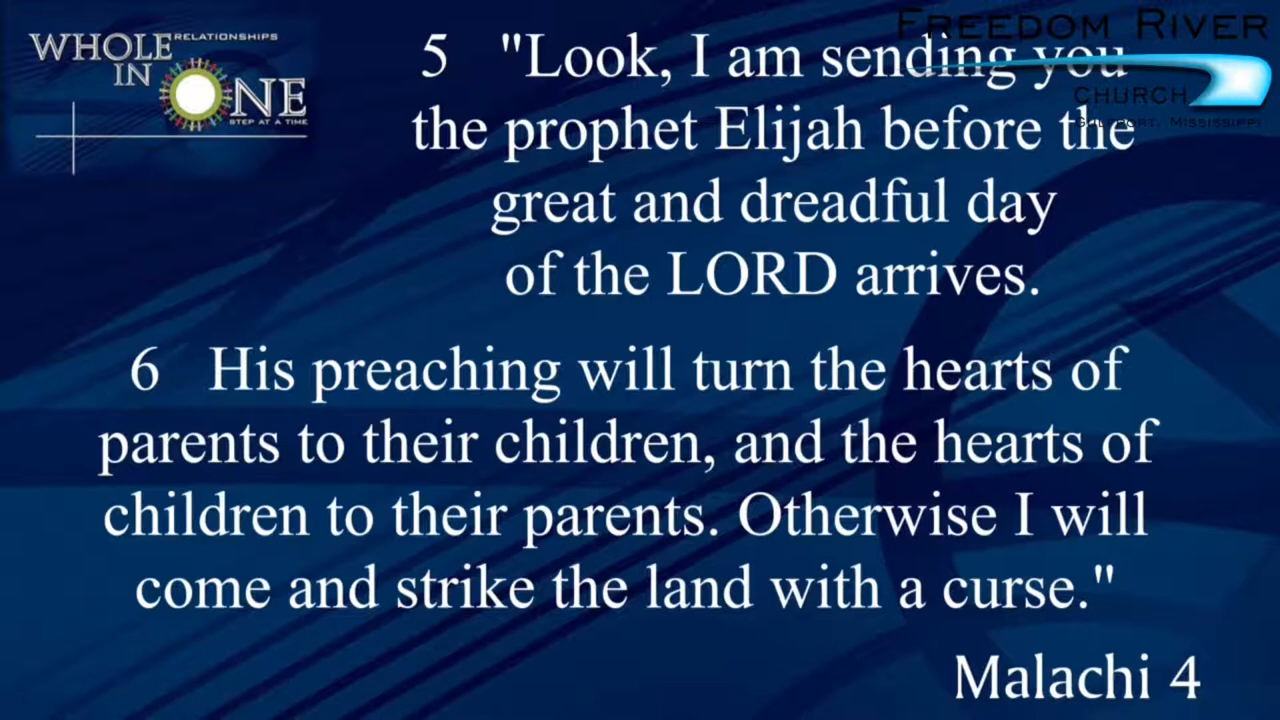 WHOLE RELATIONSHIPS
IN ONE
STEP AT A TIME
FREEDOM RIVER
CHURCH
GULFPORT, MISSISSIPPI
5 "Look, I am sending you
the prophet Elijah before the
great and dreadful day
of the LORD arrives.
6 His preaching will turn the hearts of
parents to their children, and the hearts of
children to their parents. Otherwise I will
come and strike the land with a curse."
Malachi 4